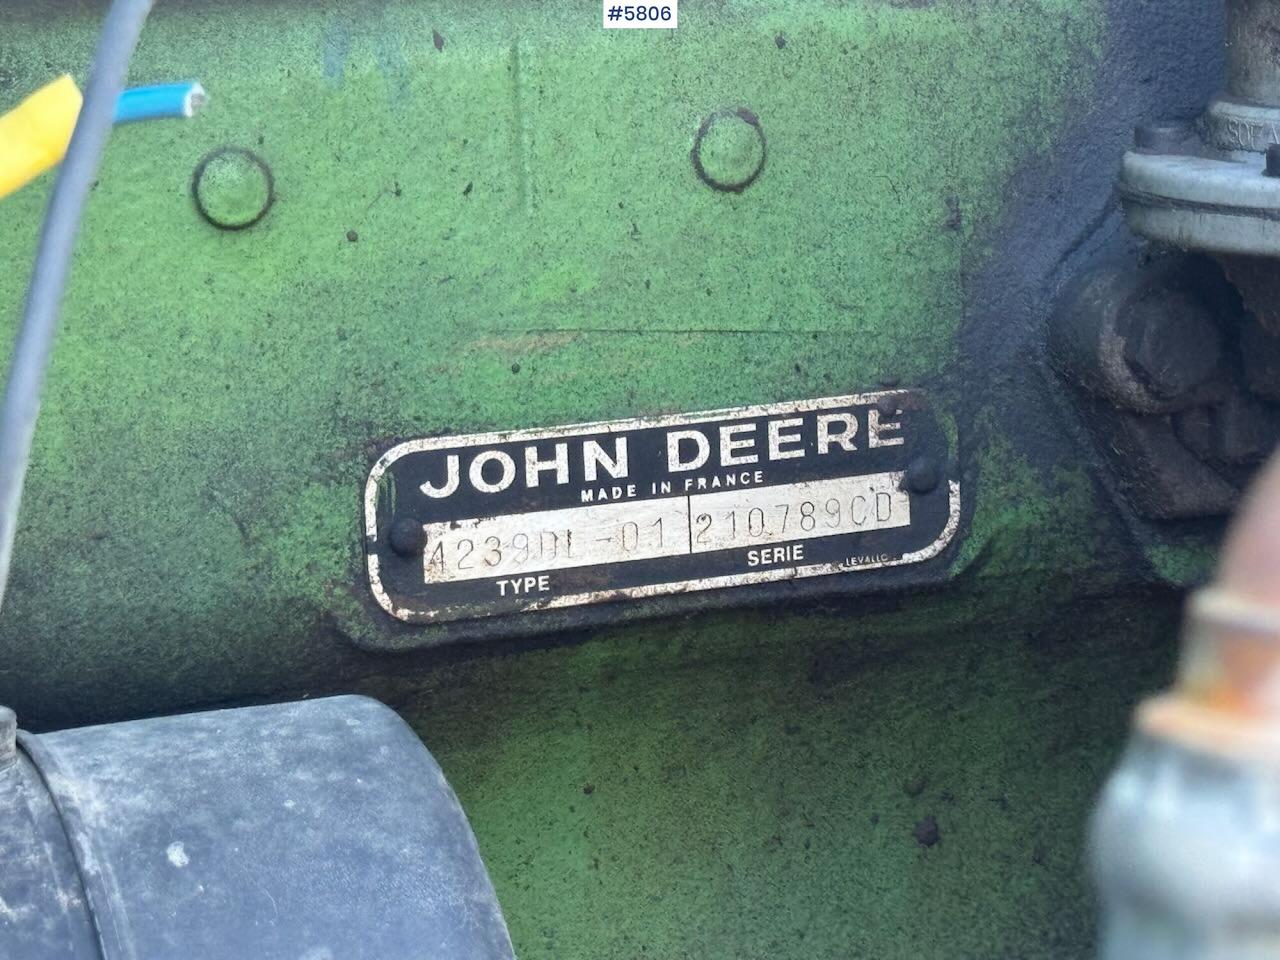 #5806
JOHN DEERE
MADE IN FRANCE
4239DL-01 210789CD
TYPE SERIE